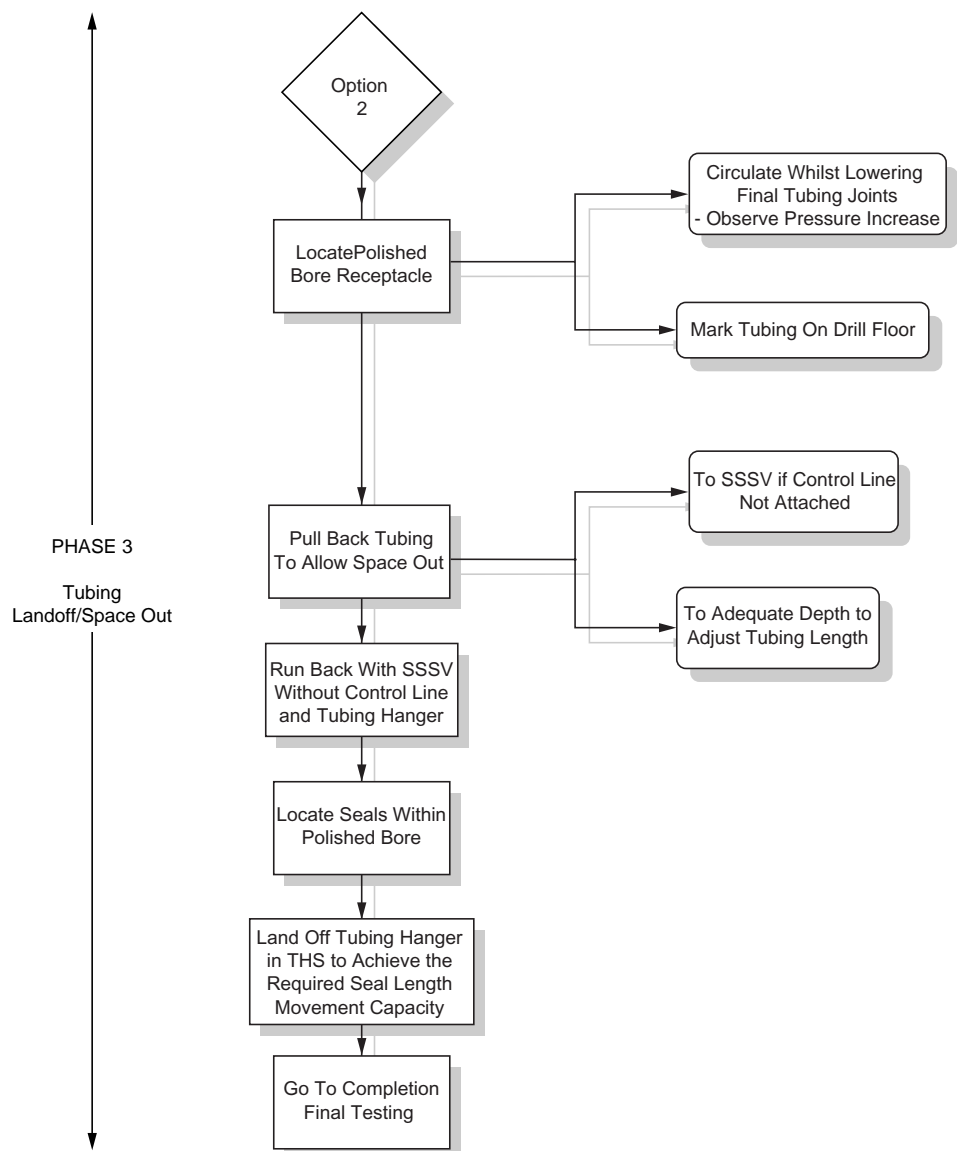 Option
2
LocatePolished
Bore Receptacle
Circulate Whilst Lowering
Final Tubing Joints
- Observe Pressure Increase
Mark Tubing On Drill Floor
PHASE 3
Tubing
Landoff/Space Out
Pull Back Tubing
To Allow Space Out
To SSSV if Control Line
Not Attached
To Adequate Depth to
Adjust Tubing Length
Run Back With SSSV
Without Control Line
and Tubing Hanger
Locate Seals Within
Polished Bore
Land Off Tubing Hanger
in THS to Achieve the
Required Seal Length
Movement Capacity
Go To Completion
Final Testing